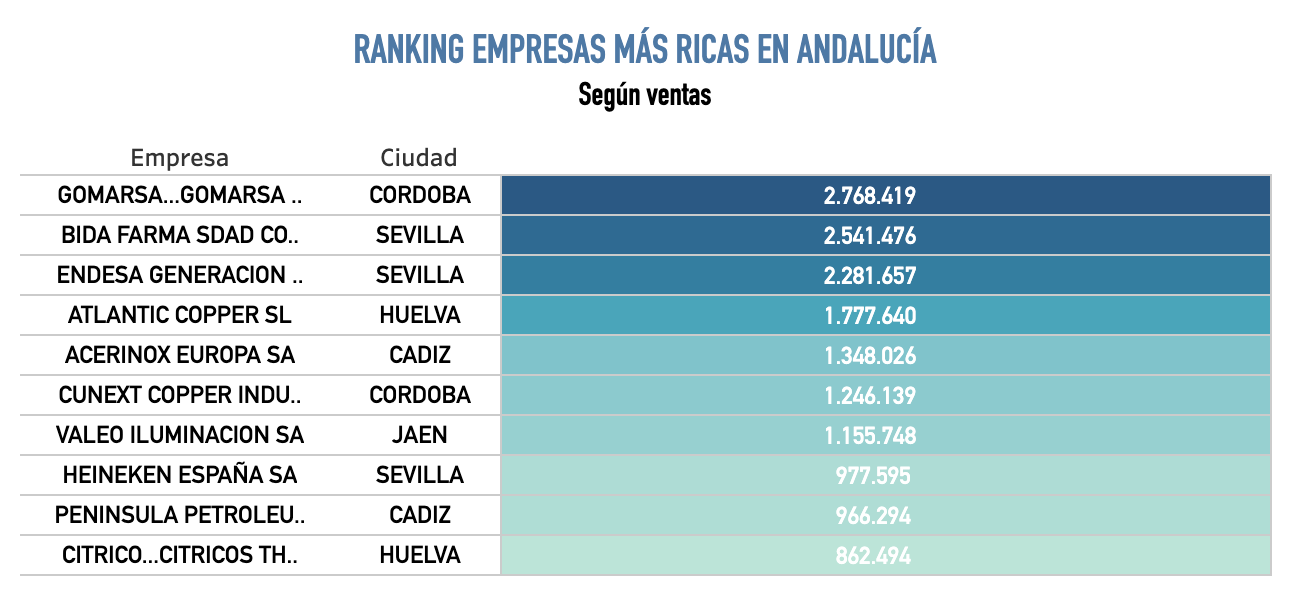 RANKING EMPRESAS MÁS RICAS EN ANDALUCÍA
Según ventas
Empresa Ciudad
GOMARSA...GOMARSA .. CORDOBA 2.768.419
BIDA FARMA SDAD CO.. SEVILLA 2.541.476
ENDESA GENERACION .. SEVILLA 2.281.657
ATLANTIC COPPER SL HUELVA 1.777.640
ACERINOX EUROPA SA CADIZ 1.348.026
CUNEXT COPPER INDU.. CORDOBA 1.246.139
VALEO ILUMINACION SA JAEN 1.155.748
HEINEKEN ESPAÑA SA SEVILLA 977.595
PENINSULA PETROLEU.. CADIZ 966.294
CITRICO...CITRICOS TH.. HUELVA 862.494